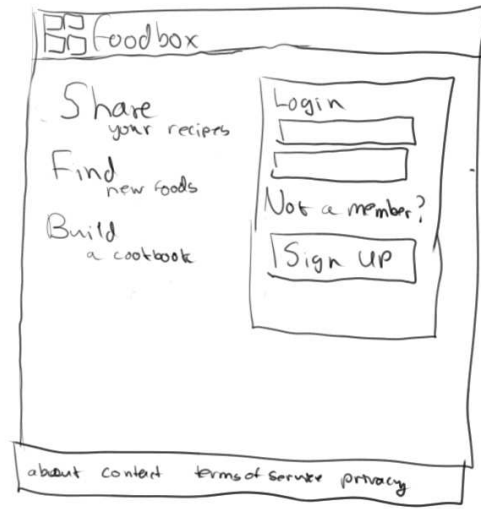 Foodbox
Share
your recipes
Find
new foods
Build
a cookbook
Login
Not a member?
Sign up
about contact terms of service privacy